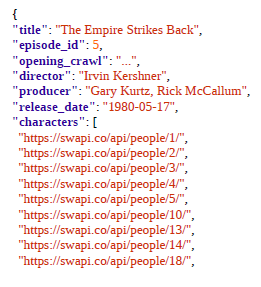 {
"title": "The Empire Strikes Back",
"episode_id": 5,
"opening_crawl": "...",
"director": "Irvin Kershner",
"producer": "Gary Kurtz, Rick McCallum",
"release_date": "1980-05-17",
"characters": [
"https://swapi.co/api/people/1/",
"https://swapi.co/api/people/2/",
"https://swapi.co/api/people/3/",
"https://swapi.co/api/people/4/",
"https://swapi.co/api/people/5/",
"https://swapi.co/api/people/10/",
"https://swapi.co/api/people/13/",
"https://swapi.co/api/people/14/",
"https://swapi.co/api/people/18/",